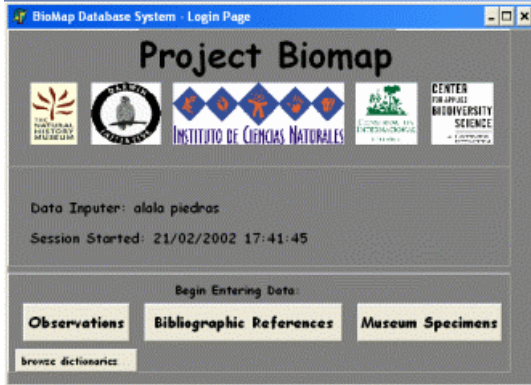 BioMap Database System - Login Page
Project Biomap
THE NATURAL HISTORY MUSEUM
DARWIN
INITIATIVE
INSTITUTO DE CIENCIAS NATURALES
CONSERVATION
INTERNATIONAL
CENTER
FOR APPLIED
BIODIVERSITY
SCIENCE
Data Inputer: alala piedras
Session Started: 21/02/2002 17:41:45
Begin Entering Data:
Observations
Bibliographic References
Museum Specimens
browse dictionaries...